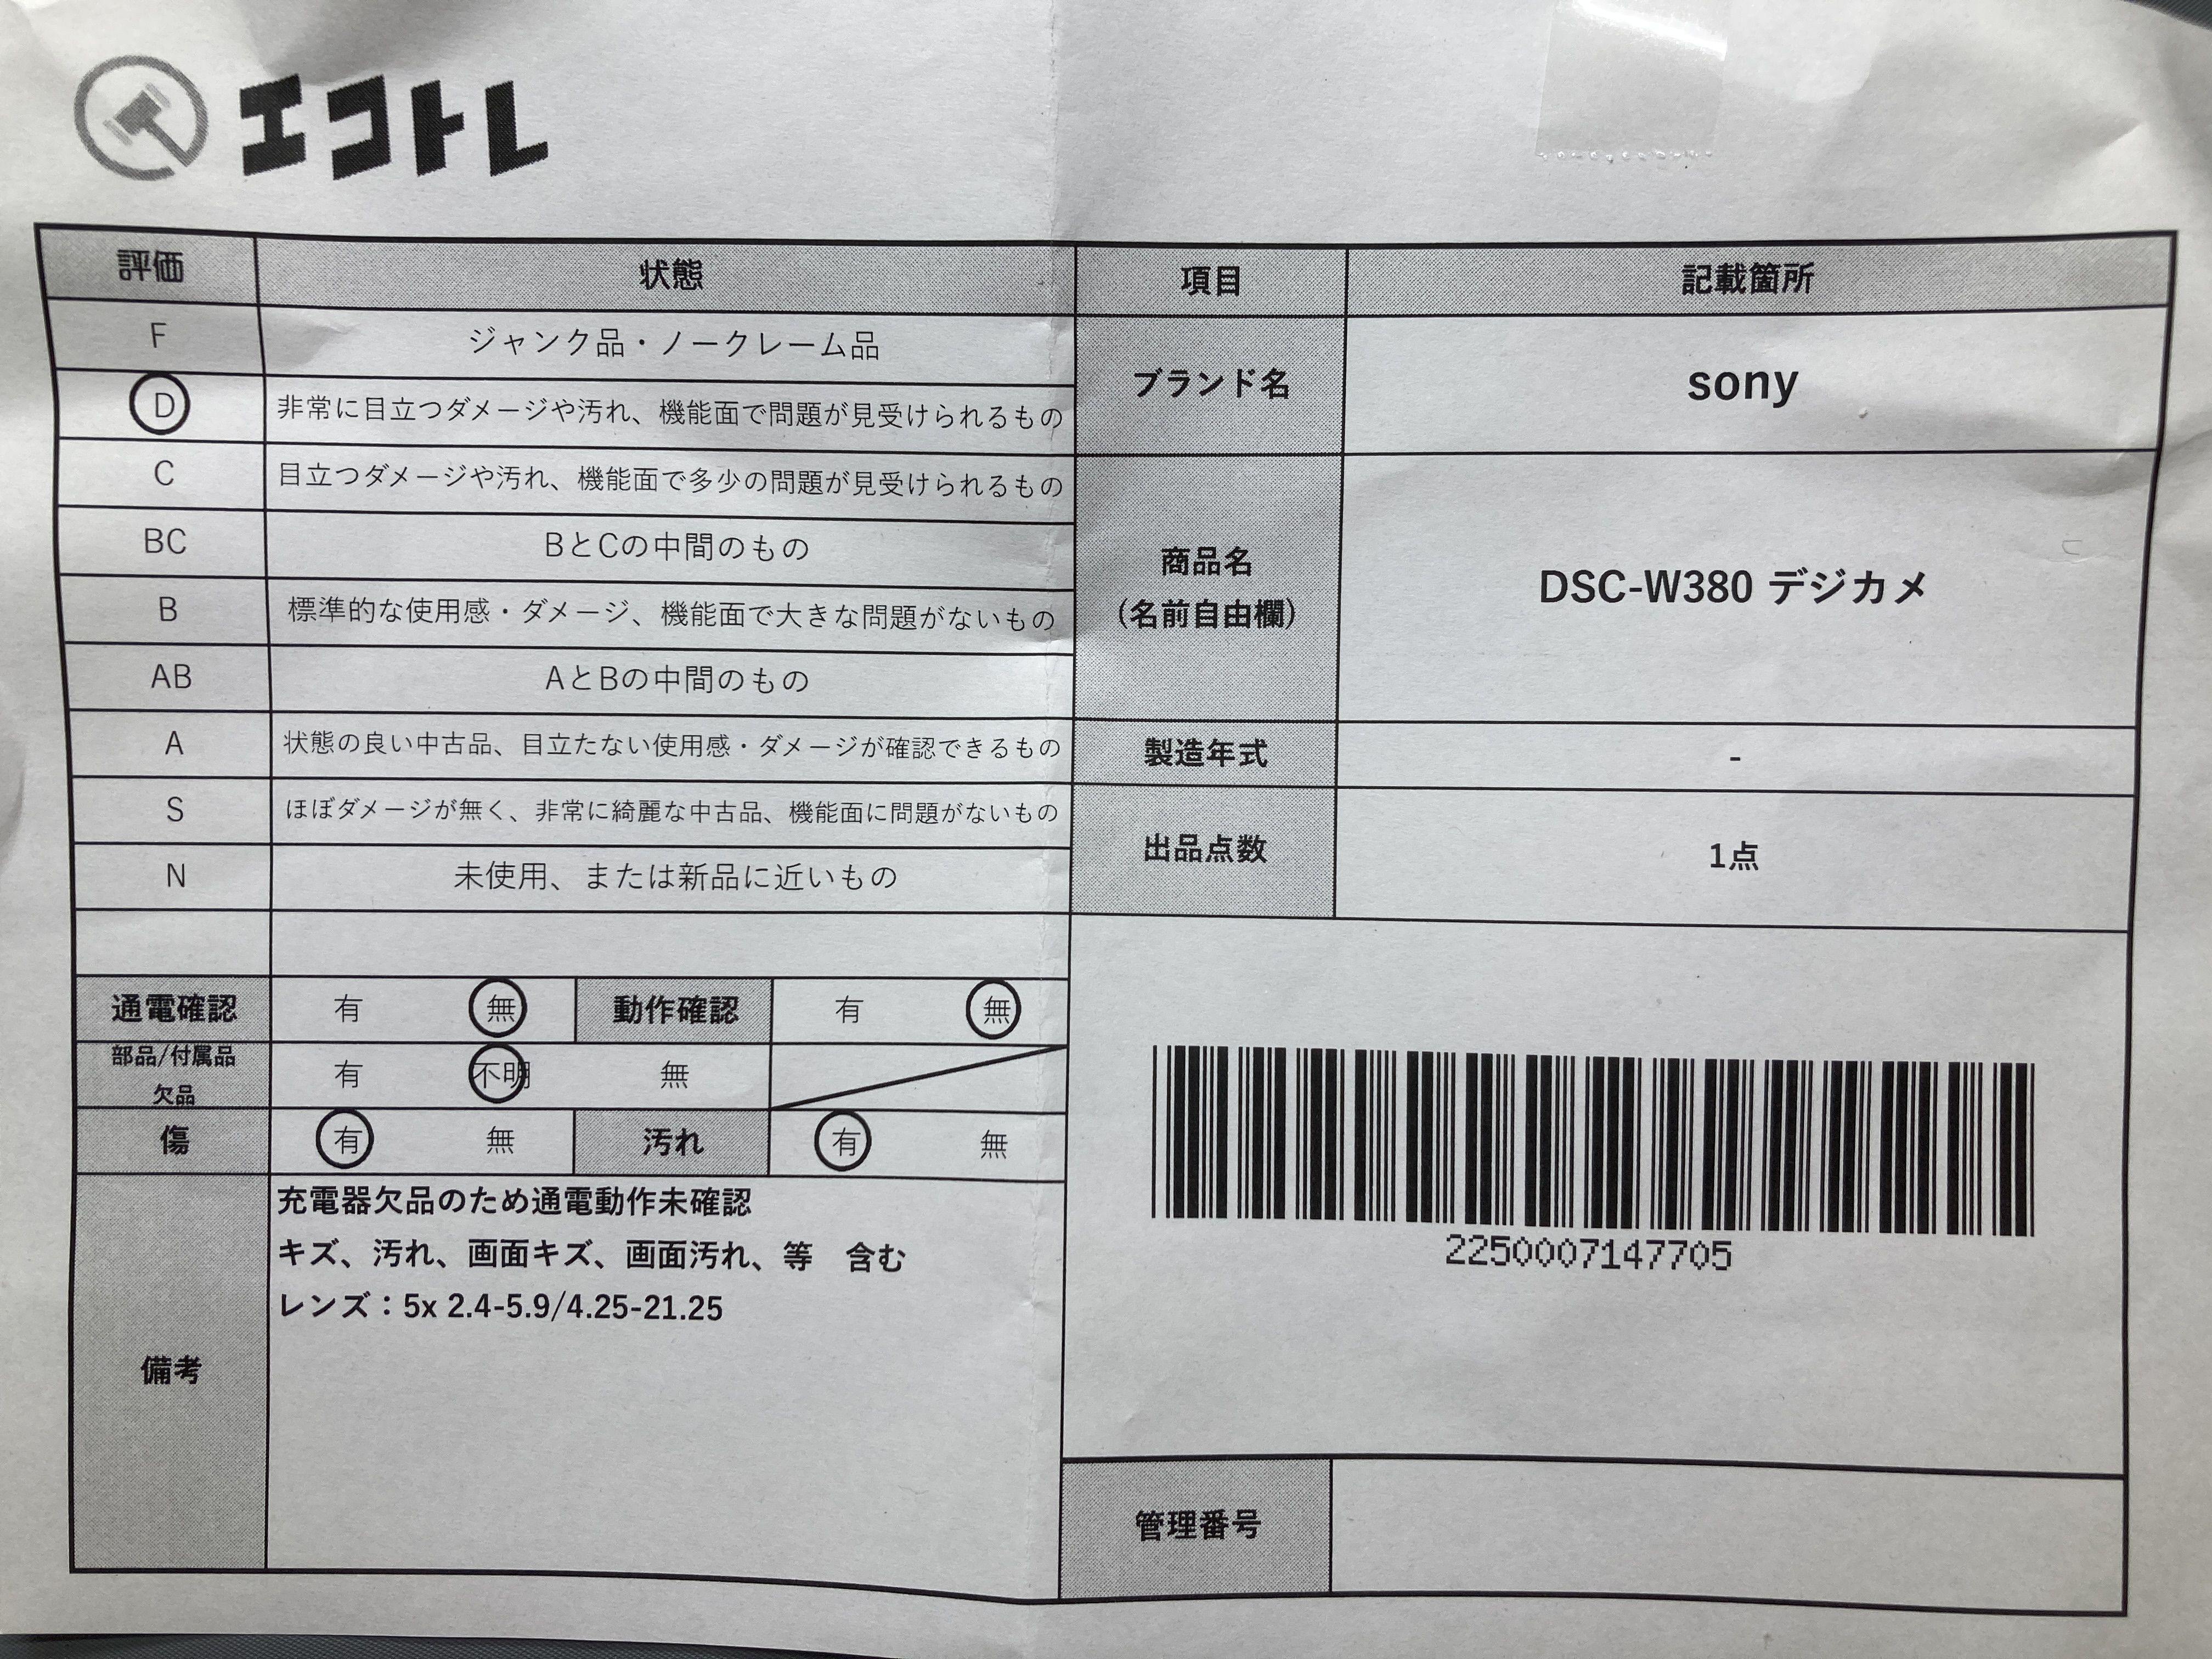 エコトレ
評価 状態
F ジャンク品・ノークレーム品
D 非常に目立つダメージや汚れ、機能面で問題が見受けられるもの
C 目立つダメージや汚れ、機能面で多少の問題が見受けられるもの
BC BとCの中間のもの
B 標準的な使用感・ダメージ、機能面で大きな問題がないもの
AB AとBの中間のもの
A 状態の良い中古品、目立たない使用感・ダメージが確認できるもの
S ほぼダメージが無く、非常に綺麗な中古品、機能面に問題がないもの
N 未使用、または新品に近いもの
通電確認 有 無 動作確認 有 無
部品/付属品
欠品 有 不明 無
傷 有 無 汚れ 有 無
備考
充電器欠品のため通電動作未確認
キズ、汚れ、画面キズ、画面汚れ、等 含む
レンズ：5x 2.4-5.9/4.25-21.25
項目 記載箇所
ブランド名 sony
商品名
（名前自由欄） DSC-W380 デジカメ
製造年式 -
出品点数 1点
2250007147705
管理番号